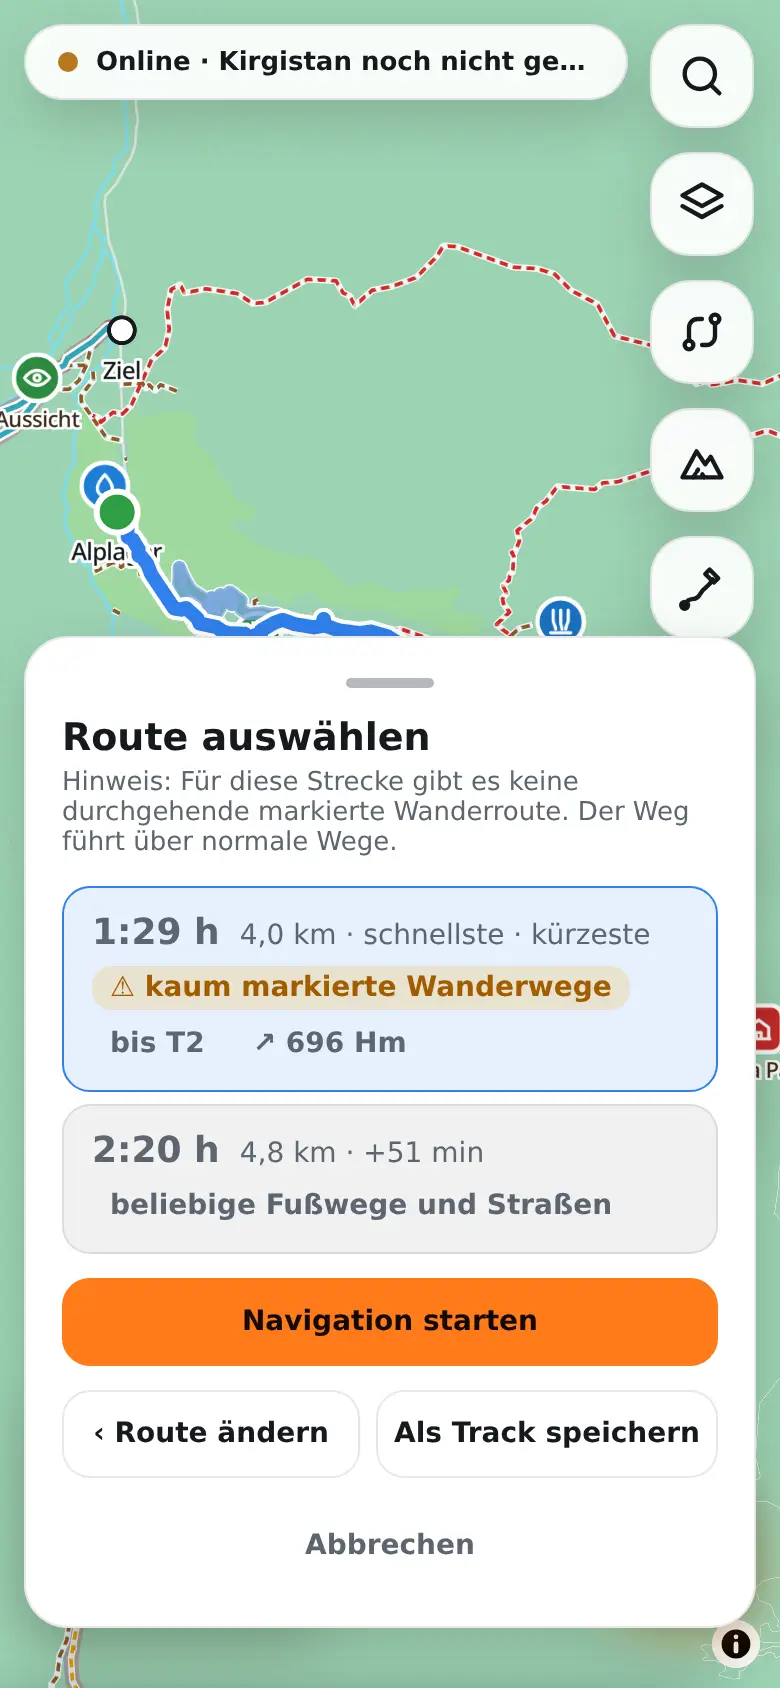 Online · Kirgistan noch nicht ge...
Ziel
Aussicht
Route auswählen
Hinweis: Für diese Strecke gibt es keine
durchgehende markierte Wanderroute. Der Weg
führt über normale Wege.
1:29 h 4,0 km · schnellste · kürzeste
⚠ kaum markierte Wanderwege
bis T2 ↗ 696 Hm
2:20 h 4,8 km · +51 min
beliebige Fußwege und Straßen
Navigation starten
‹ Route ändern
Als Track speichern
Abbrechen